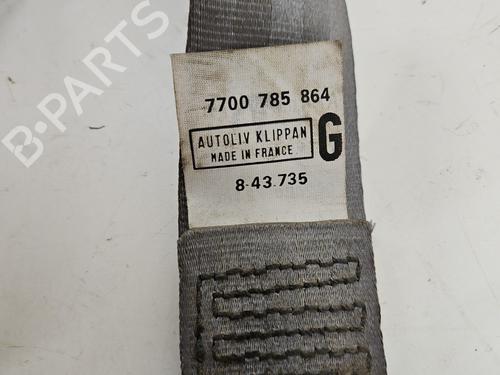 B-PARTS
7700 785 864
AUTOLIV KLIPPAN
MADE IN FRANCE
G
8-43.735